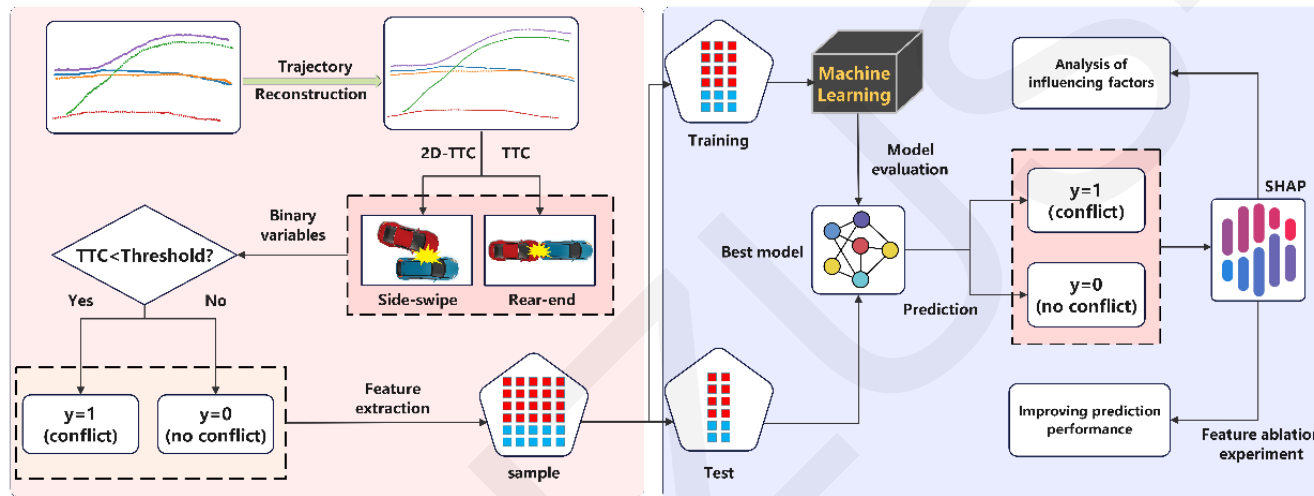 Trajectory
Reconstruction
2D-TTC
TTC
Binary
variables
Side-swipe
Rear-end
TTC<Threshold?
Yes
No
y=1
(conflict)
y=0
(no conflict)
Feature
extraction
sample
Training
Machine
Learning
Model
evaluation
Best model
Prediction
Test
y=1
(conflict)
y=0
(no conflict)
SHAP
Analysis of
influencing factors
Improving prediction
performance
Feature ablation
experiment